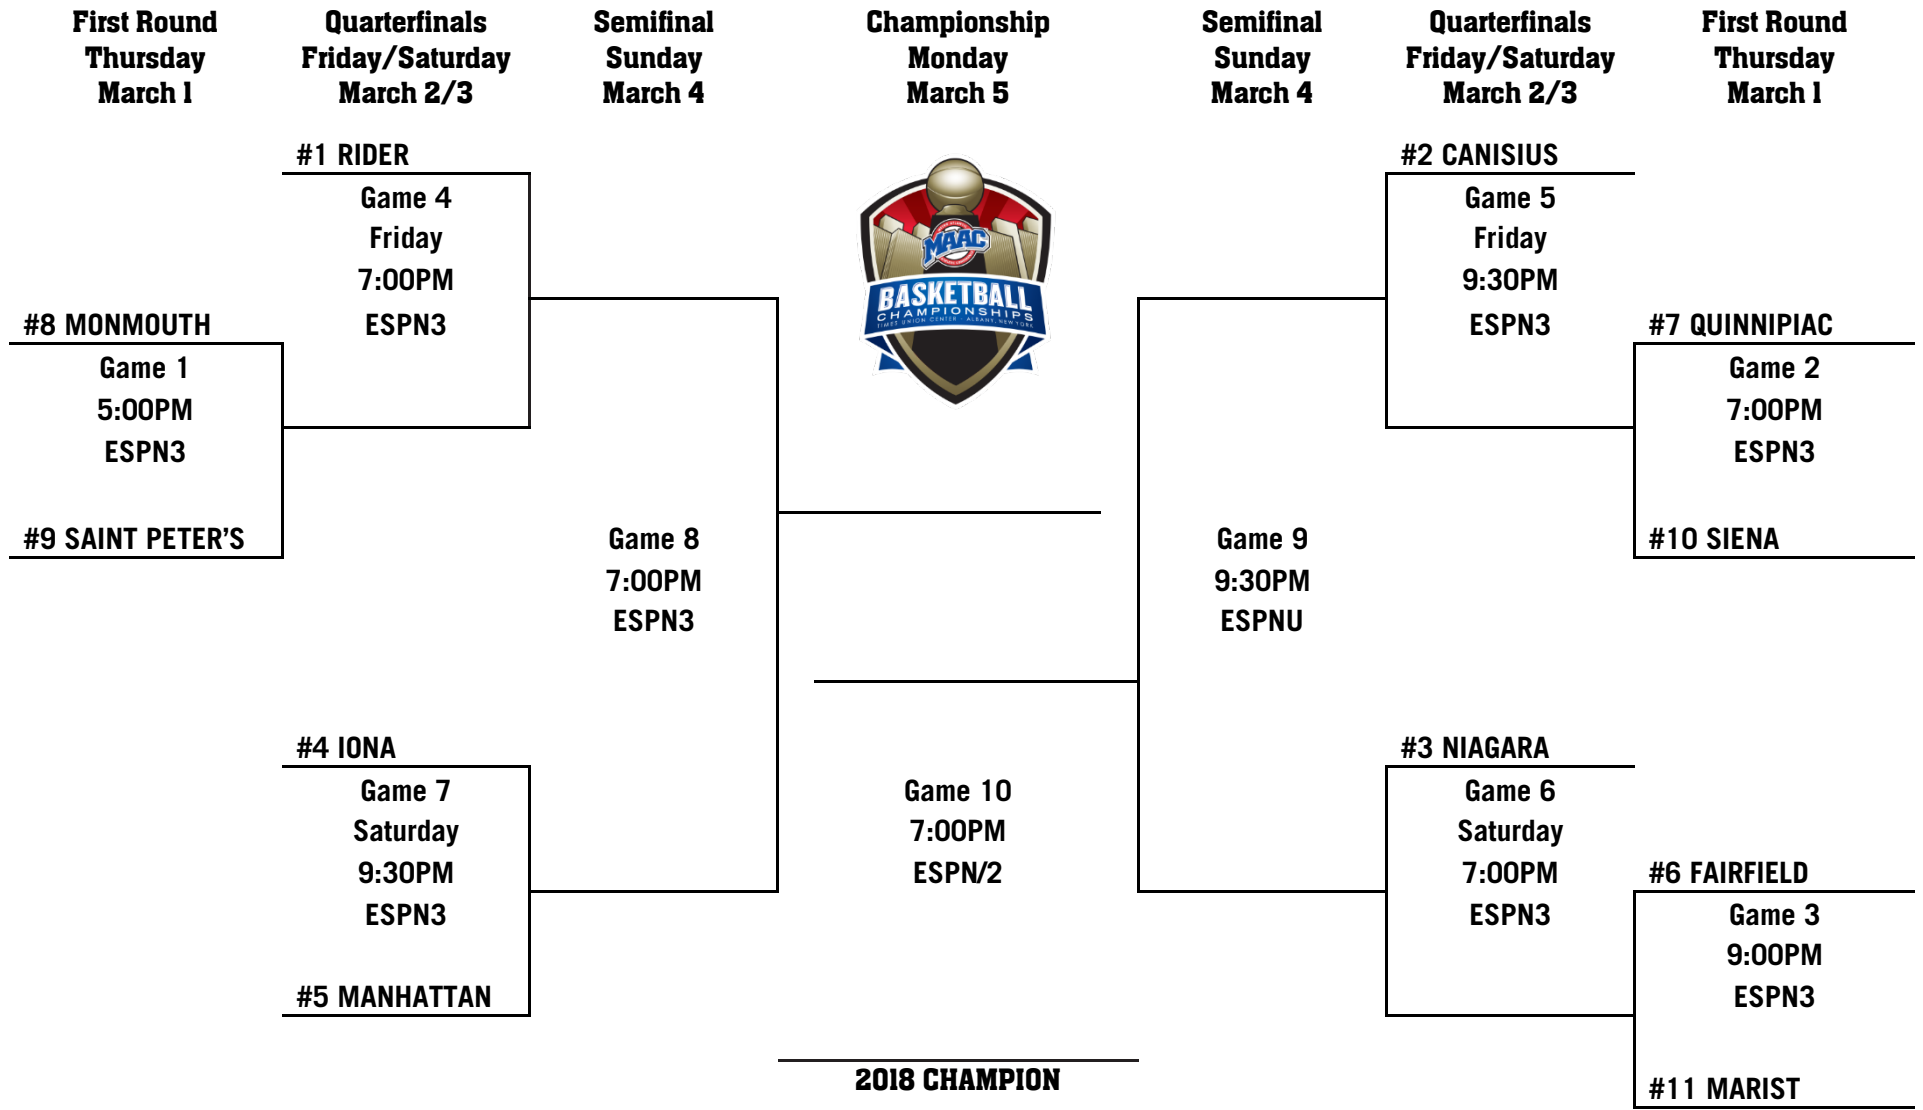 First Round
Thursday
March 1
Quarterfinals
Friday/Saturday
March 2/3
Semifinal
Sunday
March 4
Championship
Monday
March 5
Semifinal
Sunday
March 4
Quarterfinals
Friday/Saturday
March 2/3
First Round
Thursday
March 1
#8 MONMOUTH
Game 1
5:00PM
ESPN3
#9 SAINT PETER'S
#1 RIDER
Game 4
Friday
7:00PM
ESPN3
#4 IONA
Game 7
Saturday
9:30PM
ESPN3
#5 MANHATTAN
Game 8
7:00PM
ESPN3
MAAC
BASKETBALL
CHAMPIONSHIPS
TIMES UNION CENTER - ALBANY, NEW YORK
Game 10
7:00PM
ESPN/2
2018 CHAMPION
Game 9
9:30PM
ESPNU
#2 CANISIUS
Game 5
Friday
9:30PM
ESPN3
#3 NIAGARA
Game 6
Saturday
7:00PM
ESPN3
#7 QUINNIPIAC
Game 2
7:00PM
ESPN3
#10 SIENA
#6 FAIRFIELD
Game 3
9:00PM
ESPN3
#11 MARIST